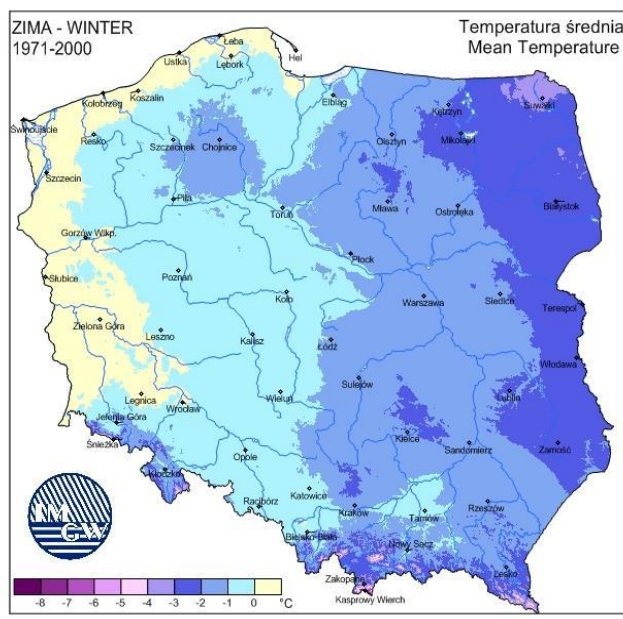 ZIMA - WINTER
1971-2000
Temperatura średnia
Mean Temperature
Łeba
Ustka
Lębork
Hel
Koszalin
Kołobrzeg
Elbląg
Kętrzyn
Suwałki
Świnoujście
Resko
Szczecinek
Chojnice
Olsztyn
Mikołajki
Szczecin
Piła
Toruń
Mława
Ostrołęka
Białystok
Gorzów Wlkp.
Płock
Słubice
Poznań
Koło
Warszawa
Siedlce
Terespol
Zielona Góra
Leszno
Kalisz
Łódź
Włodawa
Legnica
Wrocław
Wieluń
Sulejów
Lublin
Jelenia Góra
Śnieżka
Kielce
Sandomierz
Zamość
Kłodzko
Opole
Racibórz
Katowice
Kraków
Tarnów
Rzeszów
Bielsko-Biała
Nowy Sącz
Lesko
Zakopane
Kasprowy Wierch
IM
GW
-8 -7 -6 -5 -4 -3 -2 -1 0 °C